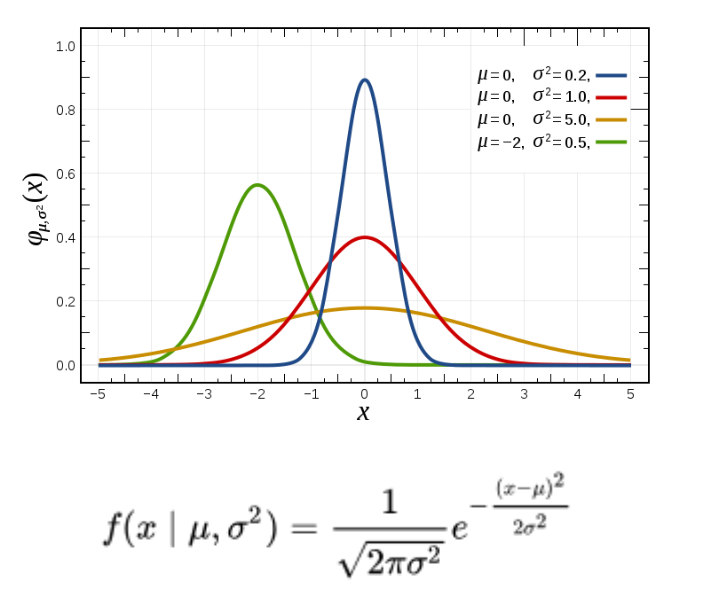 1.0
μ=0, σ²=0.2,
μ=0, σ²=1.0,
0.8
μ=0, σ²=5.0,
μ=−2, σ²=0.5,
0.6
φμ,σ²(x)
0.4
0.2
0.0
−5 −4 −3 −2 −1 0 1 2 3 4 5
x
f(x | μ, σ²) = 1/√(2πσ²) e^−(x−μ)²/2σ²